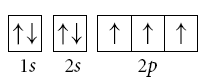 ↑↓ ↑↓ ↑ ↑ ↑
1s 2s 2p